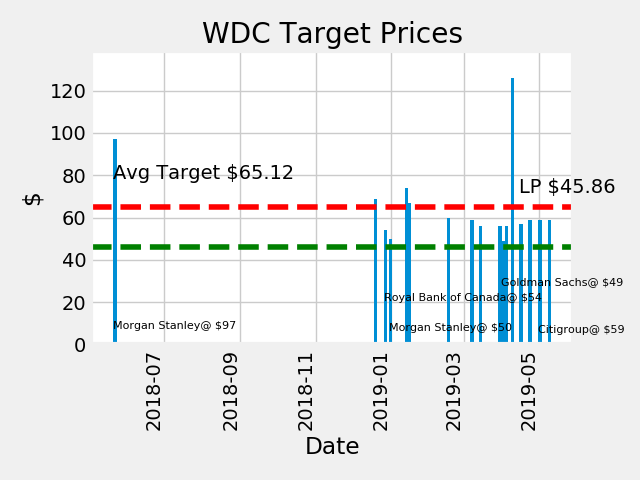 WDC Target Prices
120
100
80
60
40
20
0
$
Avg Target $65.12
LP $45.86
Goldman Sachs@ $49
Royal Bank of Canada@ $54
Morgan Stanley@ $97
Morgan Stanley@ $50
Citigroup@ $59
2018-07
2018-09
2018-11
2019-01
2019-03
2019-05
Date